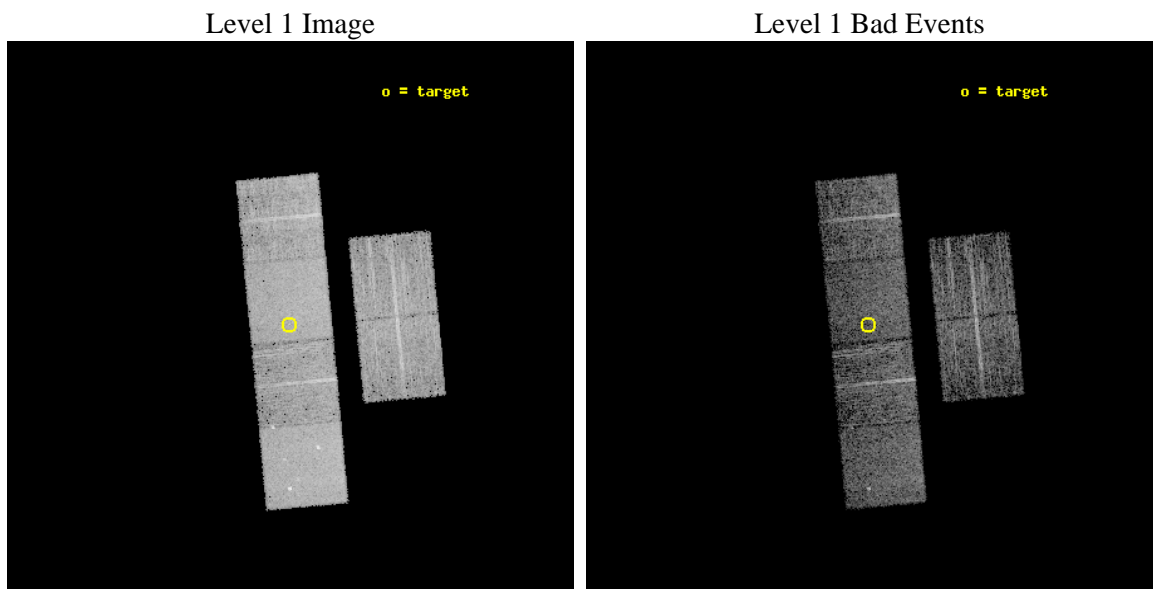 Level 1 Image
Level 1 Bad Events
o = target
o = target